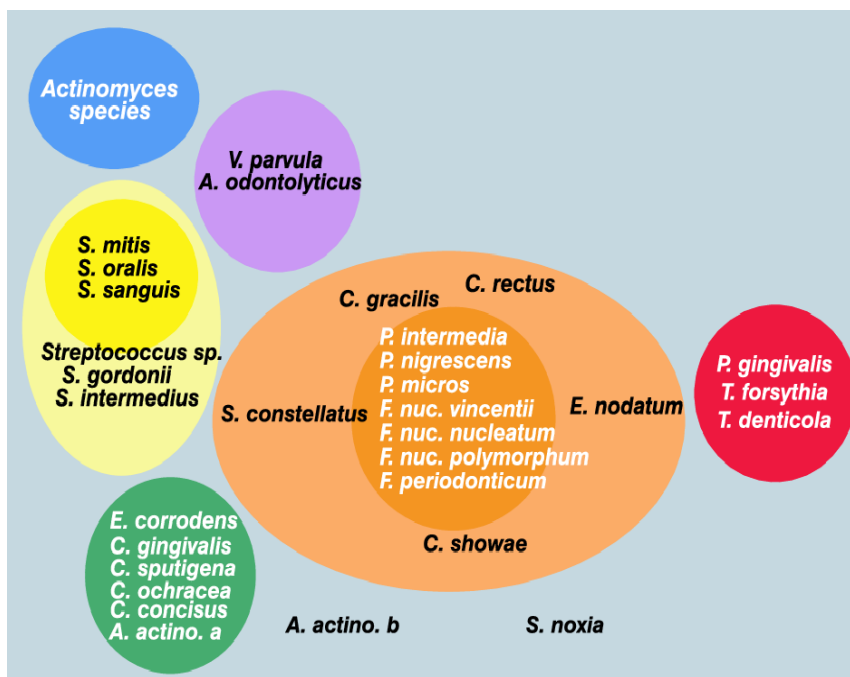 Actinomyces
species
V. parvula
A. odontolyticus
S. mitis
S. oralis
S. sanguis
Streptococcus sp.
S. gordonii
S. intermedius
C. gracilis
C. rectus
P. intermedia
P. nigrescens
P. micros
F. nuc. vincentii
F. nuc. nucleatum
F. nuc. polymorphum
F. periodonticum
S. constellatus
E. nodatum
C. showae
P. gingivalis
T. forsythia
T. denticola
E. corrodens
C. gingivalis
C. sputigena
C. ochracea
C. concisus
A. actino. a
A. actino. b
S. noxia